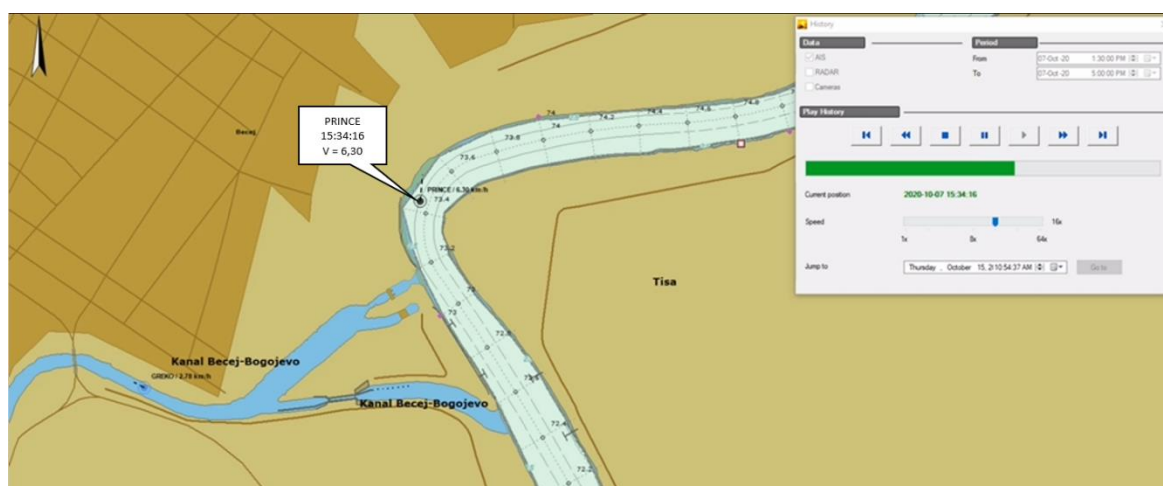 History
Data
Period
AIS
RADAR
Cameras
From
07-Oct -20 1:30:00 PM
To
07-Oct -20 5:00:00 PM
Play History
Current position
2020-10-07 15:34:16
Speed
16x
1x
8x
64x
Jump to
Thursday , October 15, 2(10:54:37 AM
Go to
PRINCE
15:34:16
V = 6,30
Becej
PRINCE / 6.30 km/h
74
74
74.2
74.4
74.6
74.8
73.8
73.6
73.4
73.2
73
73
72.8
72.6
72.4
72.2
Tisa
Kanal Becej-Bogojevo
GREKO / 2.78 km/h
Kanal Becej-Bogojevo